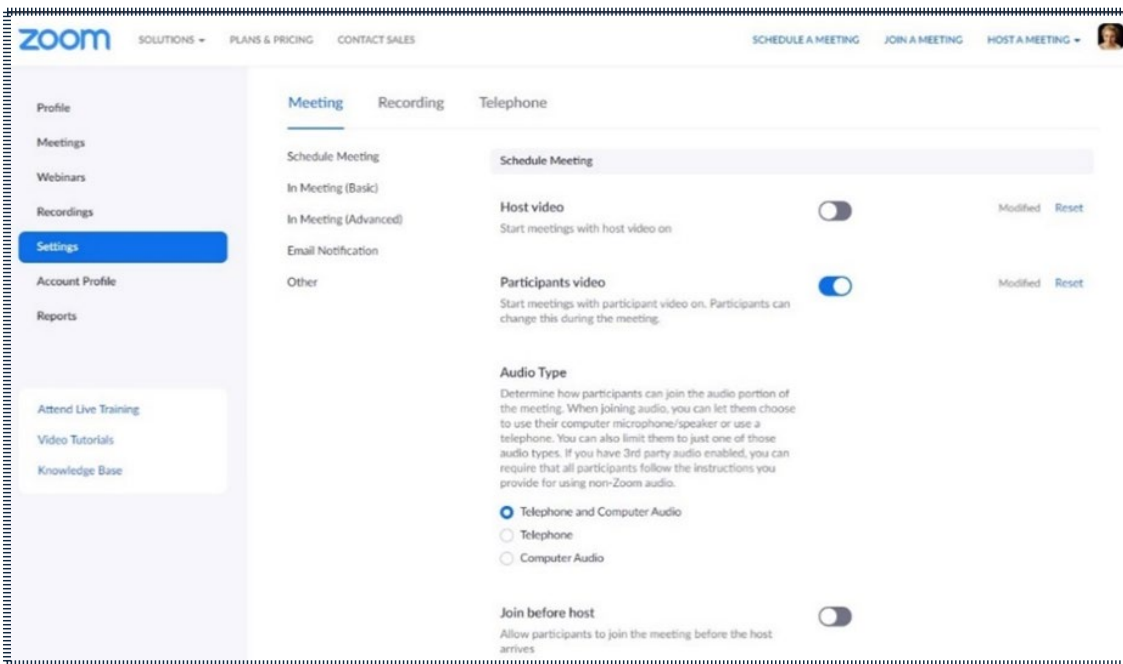 zoom SOLUTIONS PLANS & PRICING CONTACT SALES SCHEDULE A MEETING JOIN A MEETING HOST A MEETING
Profile
Meetings
Webinars
Recordings
Settings
Account Profile
Reports
Attend Live Training
Video Tutorials
Knowledge Base
Meeting Recording Telephone
Schedule Meeting
In Meeting (Basic)
In Meeting (Advanced)
Email Notification
Other
Schedule Meeting
Host video
Start meetings with host video on
Modified Reset
Participants video
Start meetings with participant video on. Participants can
change this during the meeting.
Modified Reset
Audio Type
Determine how participants can join the audio portion of
the meeting. When joining audio, you can let them choose
to use their computer microphone/speaker or use a
telephone. You can also limit them to just one of those
audio types. If you have 3rd party audio enabled, you can
require that all participants follow the instructions you
provide for using non-Zoom audio.
Telephone and Computer Audio
Telephone
Computer Audio
Join before host
Allow participants to join the meeting before the host
arrives